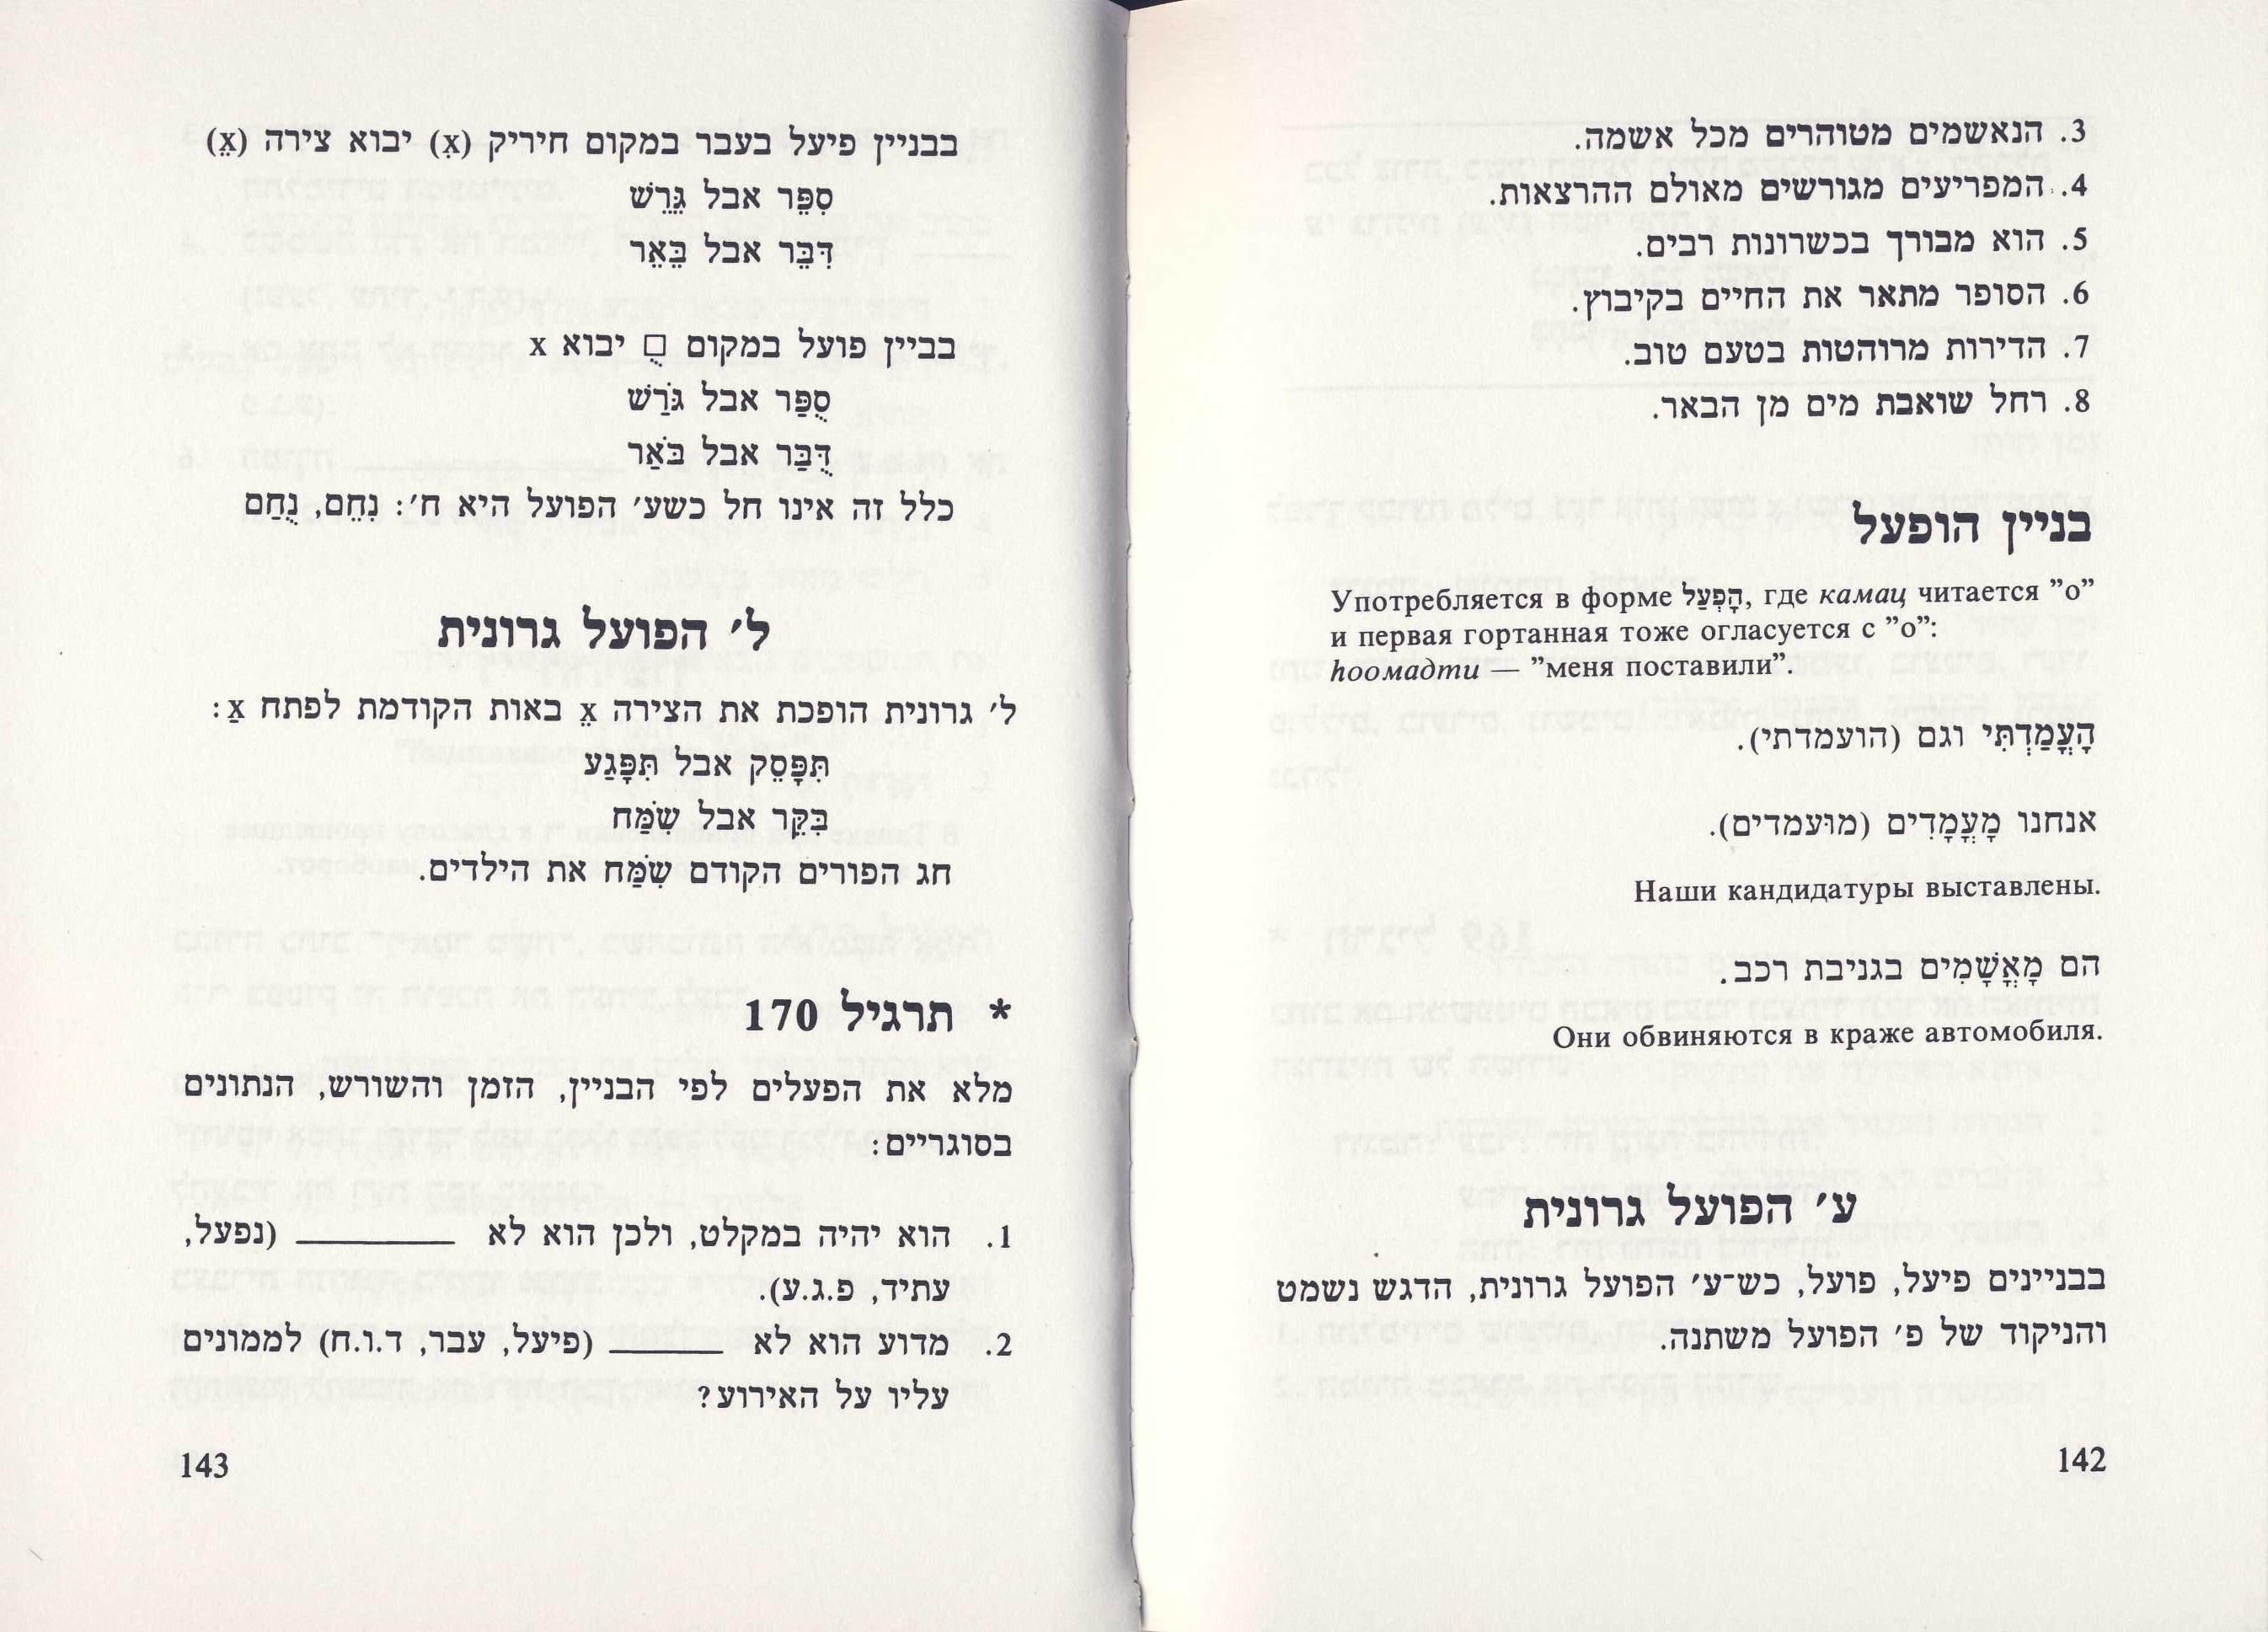 3. הנאשמים מטוהרים מכל אשמה.
4. המפריעים מגורשים מאולם ההרצאות.
5. הוא מבורך בכשרונות רבים.
6. הסופר מתאר את החיים בקיבוץ.
7. הדירות מרוהטות בטעם טוב.
8. רחל שואבת מים מן הבאר.
בניין הופעל
Употребляется в форме הָפְעַל, где камац читается ”о”
и первая гортанная тоже огласуется с ”о”:
hоомадти — ”меня поставили”.
הָעֳמַדְתִּי וגם (הועמדתי).
אנחנו מָעֳמָדִים (מועמדים).
Наши кандидатуры выставлены.
הם מָאֳשָׁמִים בגניבת רכב.
Они обвиняются в краже автомобиля.
ע׳ הפועל גרונית
בבניינים פיעל, פועל, כש־ע׳ הפועל גרונית, הדגש נשמט
והניקוד של פ׳ הפועל משתנה.
142
בבניין פיעל בעבר במקום חיריק (xִ) יבוא צירה (xֵ)
סִפֵּר אבל גֵּרֵשׁ
דִּבֵּר אבל בֵּאֵר
בביין פועל במקום □ֻ יבוא x
סֻפַּר אבל גֹּרַשׁ
דֻּבַּר אבל בֹּאַר
כלל זה אינו חל כשע׳ הפועל היא ח׳: נִחֵם, נֻחַם
ל׳ הפועל גרונית
ל׳ גרונית הופכת את הצירה xֵ באות הקודמת לפתח xַ:
תִּפָּסֵק אבל תִּפָּגַע
בִּקֵּר אבל שִׂמַּח
חג הפורים הקודם שִׂמַּח את הילדים.
* תרגיל 170
מלא את הפעלים לפי הבניין, הזמן והשורש, הנתונים
בסוגריים:
1. הוא יהיה במקלט, ולכן הוא לא ________ (נפעל,
עתיד, פ.ג.ע).
2. מדוע הוא לא ______ (פיעל, עבר, ד.ו.ח) לממונים
עליו על האירוע?
143